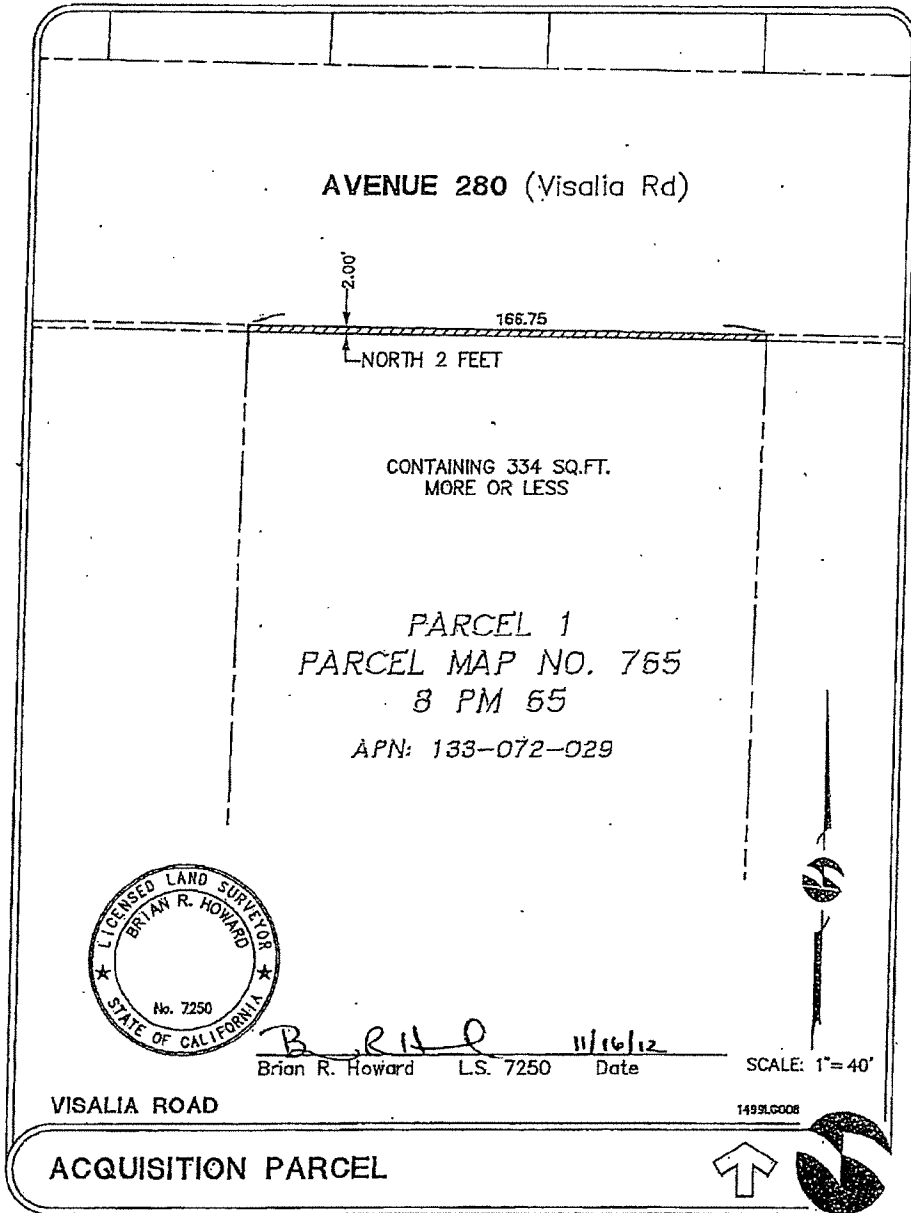 AVENUE 280 (Visalia Rd)
2.00'
166.75
NORTH 2 FEET
CONTAINING 334 SQ.FT.
MORE OR LESS
PARCEL 1
PARCEL MAP NO. 765
8 PM 65
APN: 133-072-029
LICENSED LAND SURVEYOR
BRIAN R. HOWARD
No. 7250
STATE OF CALIFORNIA
11/16/12
Brian R. Howard L.S. 7250 Date
SCALE: 1"=40'
VISALIA ROAD
ACQUISITION PARCEL